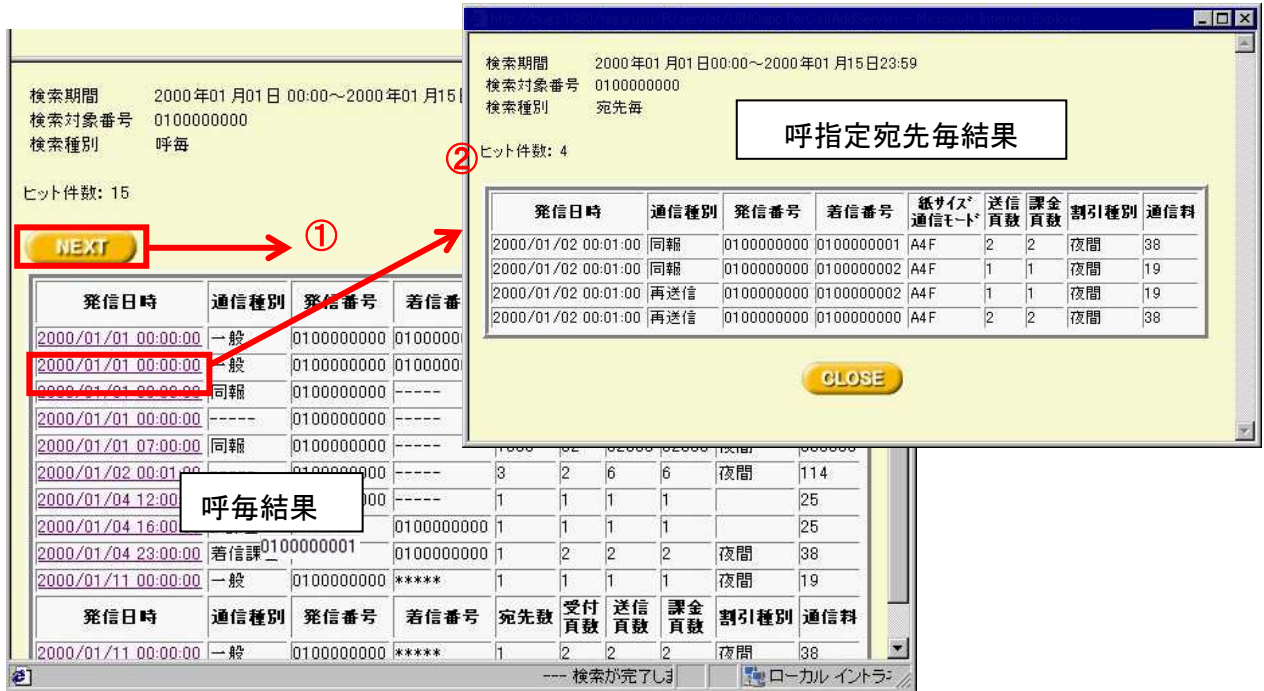 検索期間 2000年01月01日00:00～2000年01月15日23:59
検索対象番号 0100000000
検索種別 宛先毎
呼指定宛先毎結果
②
ヒット件数: 4
発信日時 通信種別 発信番号 着信番号 紙サイズ 通信モード 送信頁数 課金頁数 割引種別 通信料
2000/01/02 00:01:00 同報 0100000000 0100000001 A4F 2 2 夜間 38
2000/01/02 00:01:00 同報 0100000000 0100000002 A4F 1 1 夜間 19
2000/01/02 00:01:00 再送信 0100000000 0100000002 A4F 1 1 夜間 19
2000/01/02 00:01:00 再送信 0100000000 0100000000 A4F 2 2 夜間 38
CLOSE
検索期間 2000年01月01日 00:00～2000年01月15
検索対象番号 0100000000
検索種別 呼毎
ヒット件数: 15
NEXT
①
発信日時 通信種別 発信番号 着信番
2000/01/01 00:00:00 一般 0100000000 010000
2000/01/01 00:00:00 一般 0100000000 010000
2000/01/01 00:00:00 同報 0100000000 -----
2000/01/01 00:00:00 ----- 0100000000 -----
2000/01/01 07:00:00 同報 0100000000 -----
2000/01/02 00:01:00 0100000000 ----- 3 2 6 6 夜間 114
2000/01/04 12:00 00 ----- 1 1 1 1 25
呼毎結果
2000/01/04 16:00 0100000000 1 1 1 1 25
2000/01/04 23:00:00 着信課 0100000001 0100000000 1 2 2 2 夜間 38
2000/01/11 00:00:00 一般 0100000000 ***** 1 1 1 1 夜間 19
発信日時 通信種別 発信番号 着信番号 宛先数 受付頁数 送信頁数 課金頁数 割引種別 通信料
2000/01/11 00:00:00 一般 0100000000 ***** 1 2 2 2 夜間 38
--- 検索が完了しま
ローカル イントラ